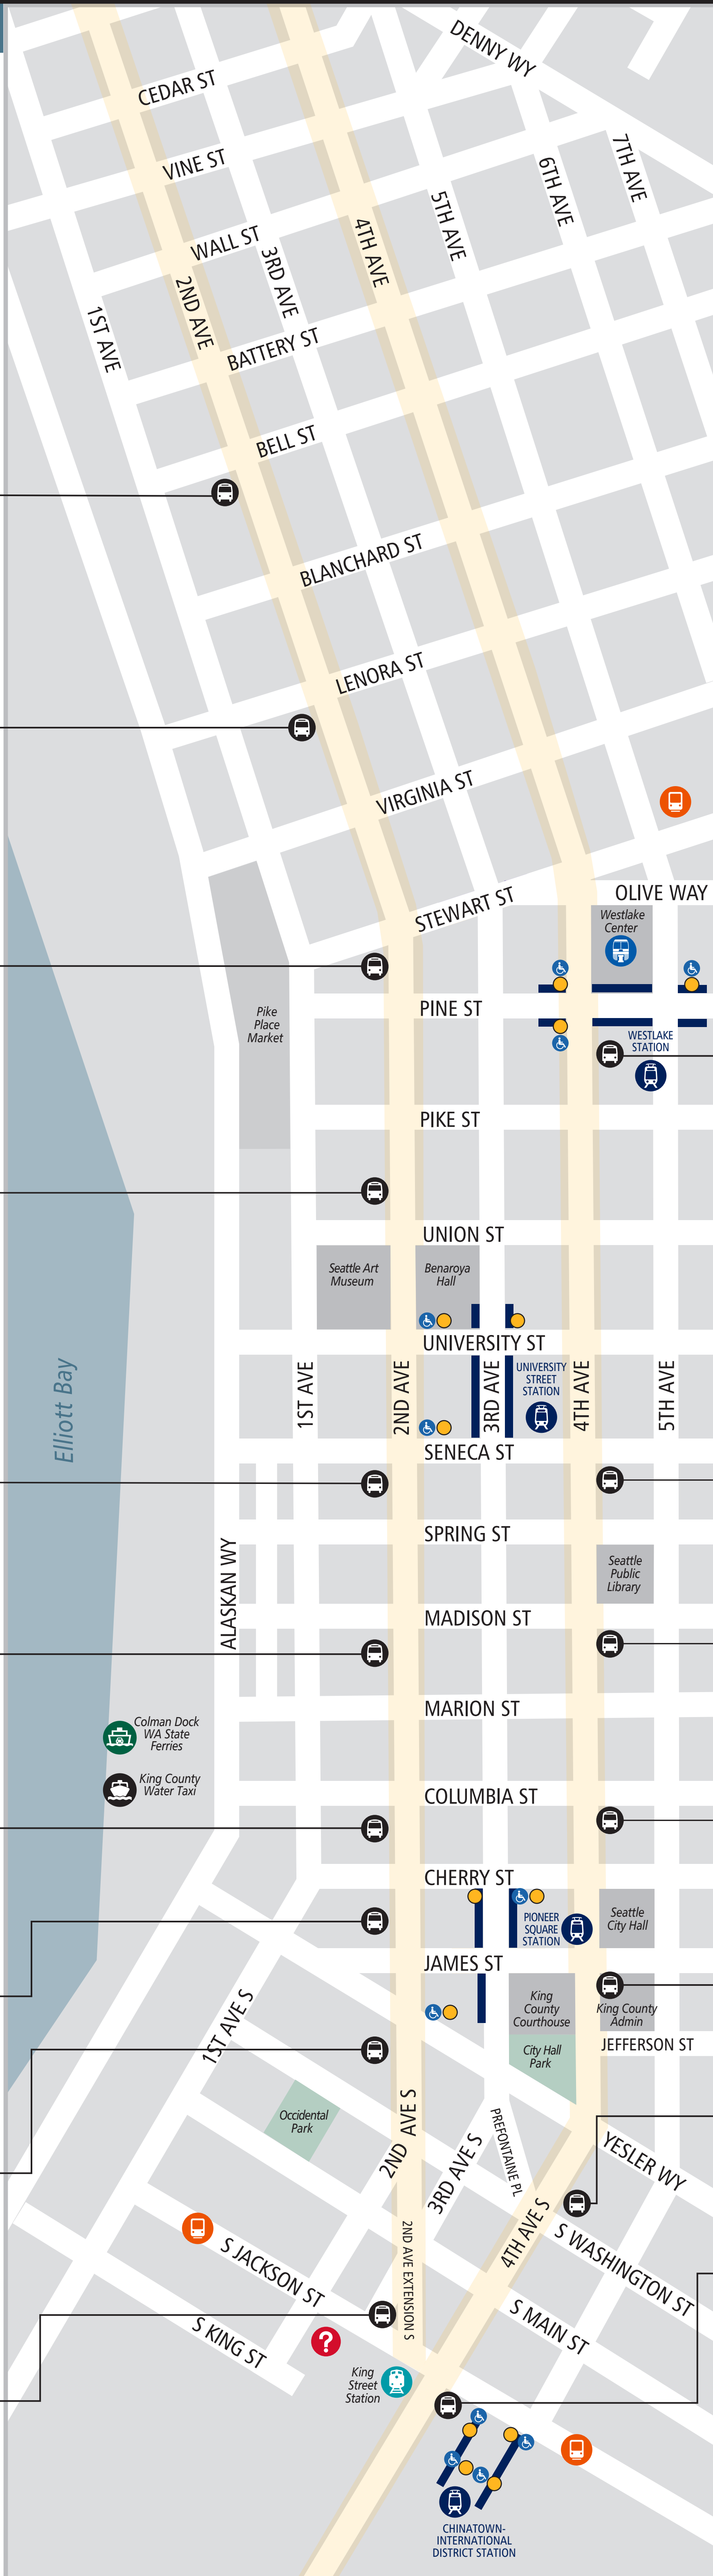 DENNY WY
CEDAR ST
7TH AVE
VINE ST
6TH AVE
5TH AVE
4TH AVE
WALL ST
3RD AVE
2ND AVE
1ST AVE
BATTERY ST
BELL ST
BLANCHARD ST
LENORA ST
VIRGINIA ST
OLIVE WAY
STEWART ST
Westlake
Center
PINE ST
Pike
Place
Market
WESTLAKE
STATION
PIKE ST
UNION ST
Seattle Art
Museum
Benaroya
Hall
UNIVERSITY ST
UNIVERSITY
STREET
STATION
1ST AVE
2ND AVE
3RD AVE
4TH AVE
5TH AVE
Elliott Bay
SENECA ST
SPRING ST
Seattle
Public
Library
ALASKAN WY
MADISON ST
MARION ST
Colman Dock
WA State
Ferries
King County
Water Taxi
COLUMBIA ST
CHERRY ST
PIONEER
SQUARE
STATION
Seattle
City Hall
JAMES ST
King
County
Courthouse
King County
Admin
1ST AVE S
JEFFERSON ST
City Hall
Park
Occidental
Park
2ND AVE S
3RD AVE S
PREFONTAINE PL
YESLER WY
4TH AVE S
2ND AVE EXTENSION S
S WASHINGTON ST
S JACKSON ST
S MAIN ST
S KING ST
?
King
Street
Station
CHINATOWN-
INTERNATIONAL
DISTRICT STATION